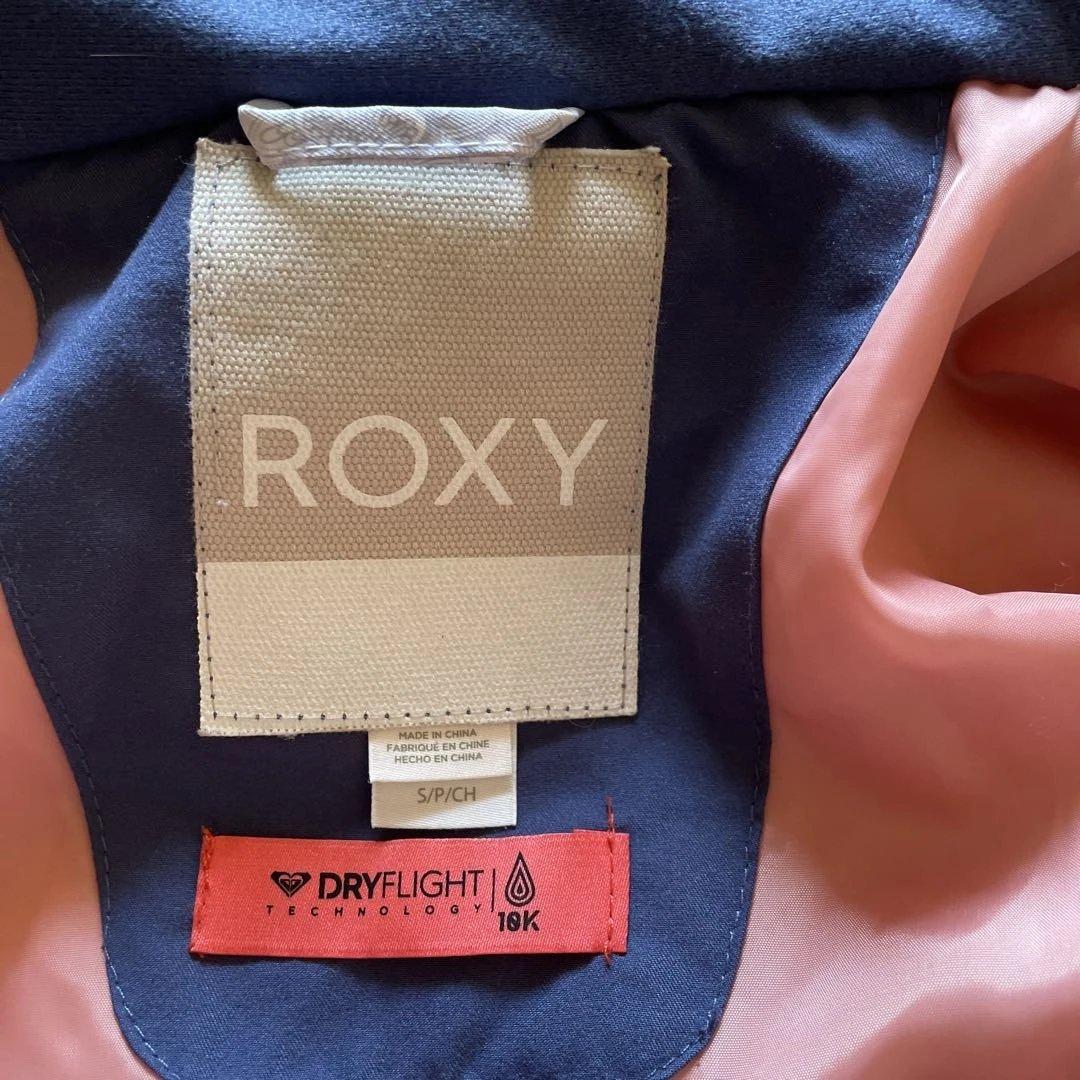 ROXY
MADE IN CHINA
FABRIQUÉ EN CHINE
HECHO EN CHINA
S/P/CH
DRYFLIGHT
TECHNOLOGY
10K